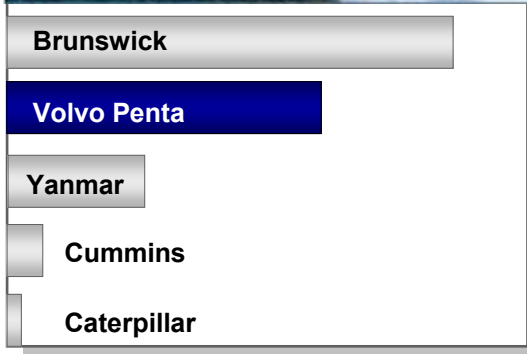 Brunswick
Volvo Penta
Yanmar
Cummins
Caterpillar